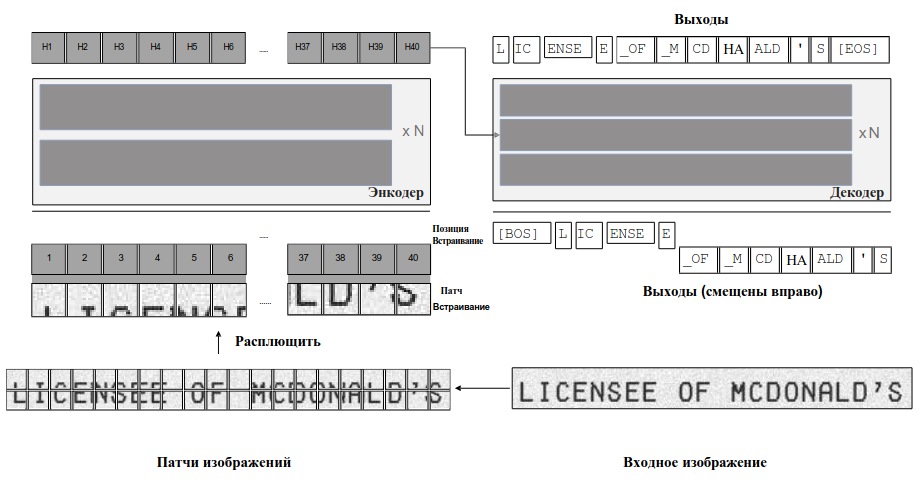 Выходы
H1 H2 H3 H4 H5 H6 ..... H37 H38 H39 H40
L IC ENSE E _OF _M CD НА ALD ' S [EOS]
x N
Энкодер
x N
Декодер
Позиция
Встраивание
[BOS] L IC ENSE E
1 2 3 4 5 6 ..... 37 38 39 40
_OF _M CD НА ALD ' S
Патч
Встраивание
Выходы (смещены вправо)
Расплющить
LICENSEE OF MCDONALD'S
LICENSEE OF MCDONALD'S
Патчи изображений
Входное изображение